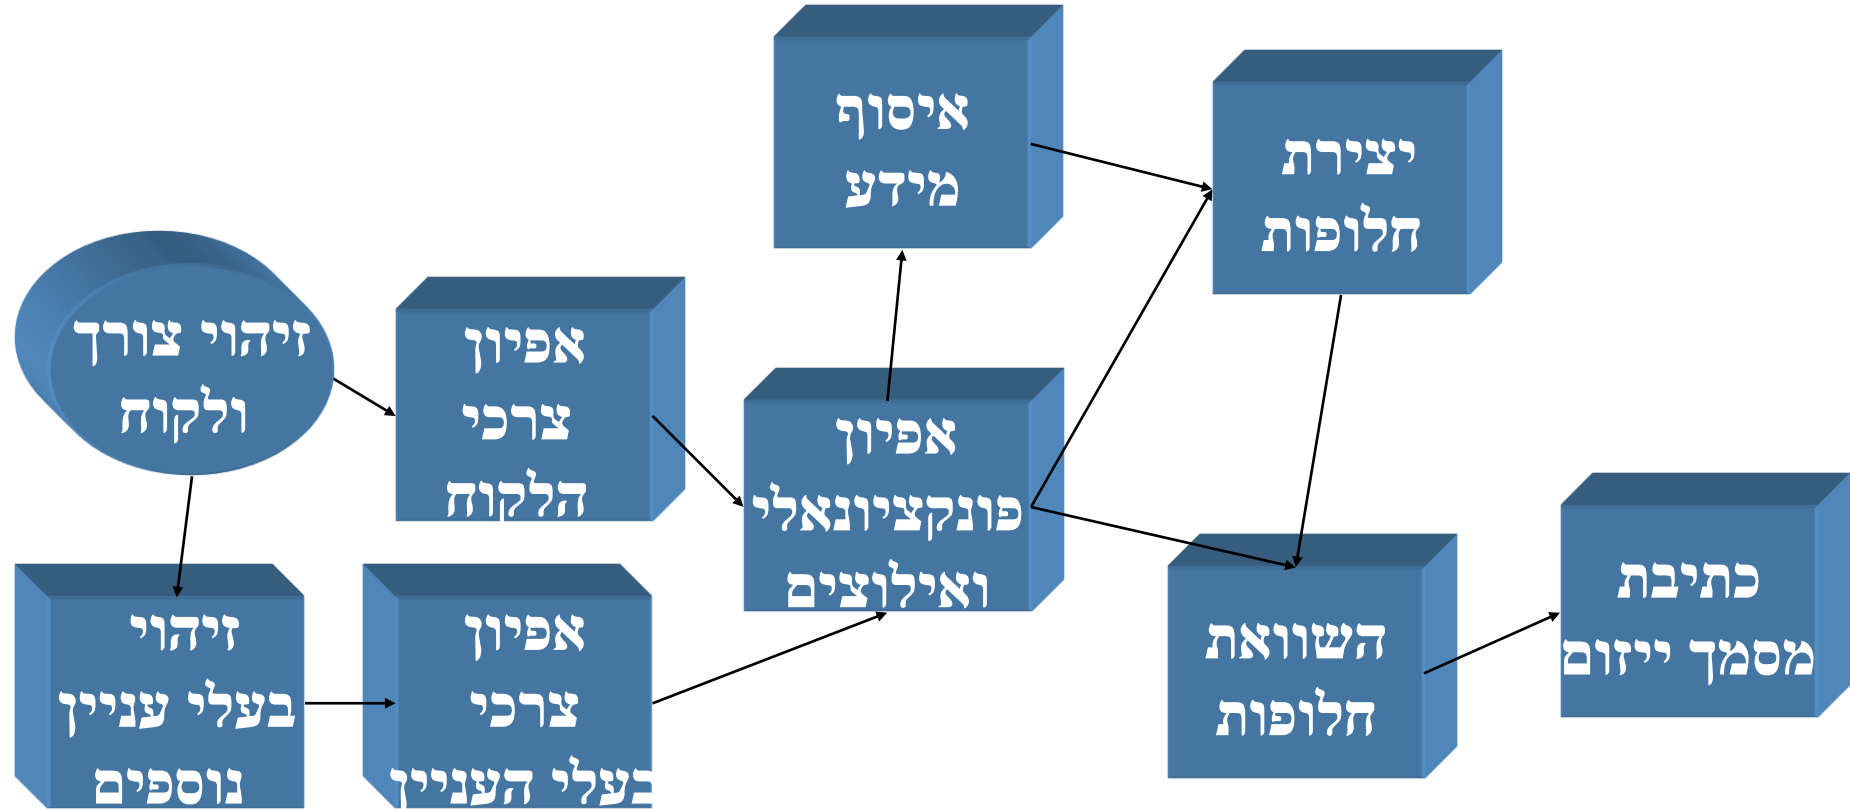 זיהוי צורך
ולקוח
אפיון
צרכי
הלקוח
זיהוי
בעלי עניין
נוספים
אפיון
צרכי
בעלי העניין
אפיון
פונקציונאלי
ואילוצים
איסוף
מידע
יצירת
חלופות
השוואת
חלופות
כתיבת
מסמך ייזום